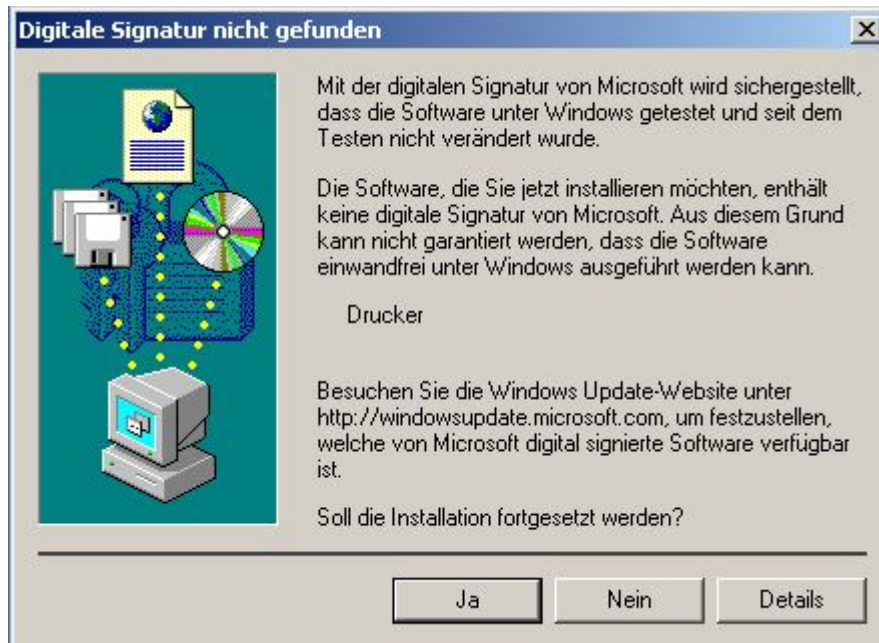 Digitale Signatur nicht gefunden
Mit der digitalen Signatur von Microsoft wird sichergestellt,
dass die Software unter Windows getestet und seit dem
Testen nicht verändert wurde.
Die Software, die Sie jetzt installieren möchten, enthält
keine digitale Signatur von Microsoft. Aus diesem Grund
kann nicht garantiert werden, dass die Software
einwandfrei unter Windows ausgeführt werden kann.
Drucker
Besuchen Sie die Windows Update-Website unter
http://windowsupdate.microsoft.com, um festzustellen,
welche von Microsoft digital signierte Software verfügbar
ist.
Soll die Installation fortgesetzt werden?
Ja Nein Details